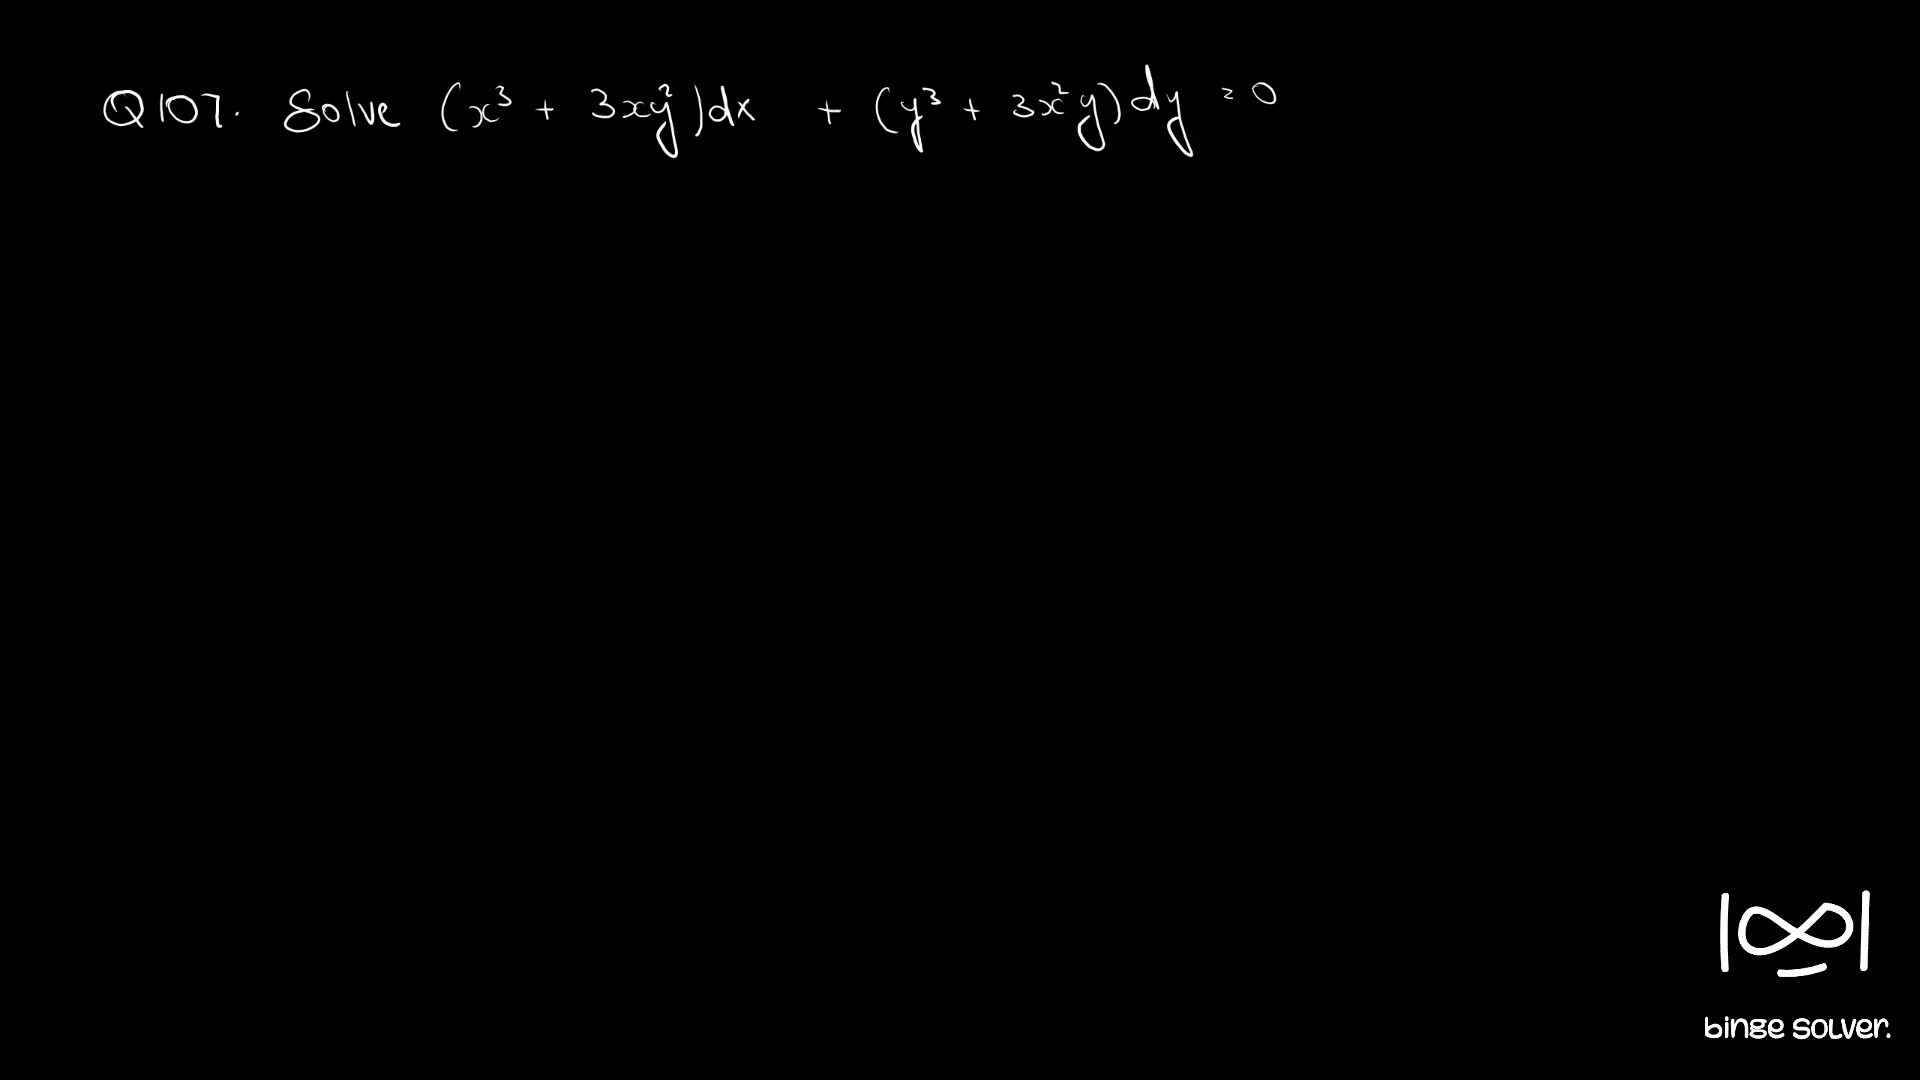 Q107. Solve (x³ + 3xy²)dx + (y³ + 3x²y)dy = 0
binge solver.